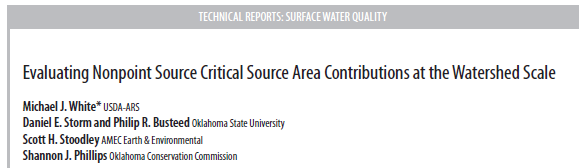 TECHNICAL REPORTS: SURFACE WATER QUALITY
Evaluating Nonpoint Source Critical Source Area Contributions at the Watershed Scale
Michael J. White* USDA-ARS
Daniel E. Storm and Philip R. Busteed Oklahoma State University
Scott H. Stoodley AMEC Earth & Environmental
Shannon J. Phillips Oklahoma Conservation Commission